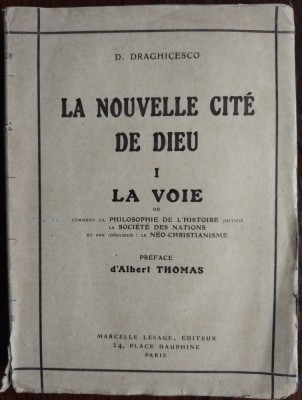 D. DRAGHICESCO
LA NOUVELLE CITÉ
DE DIEU
I
LA VOIE
OU
COMMENT LA PHILOSOPHIE DE L'HISTOIRE JUSTIFIE
LA SOCIÉTÉ DES NATIONS
ET SON IDÉOLOGIE : LE NÉO-CHRISTIANISME
PRÉFACE
d'Albert THOMAS
MARCELLE LESAGE, EDITEUR
24, PLACE DAUPHINE
PARIS